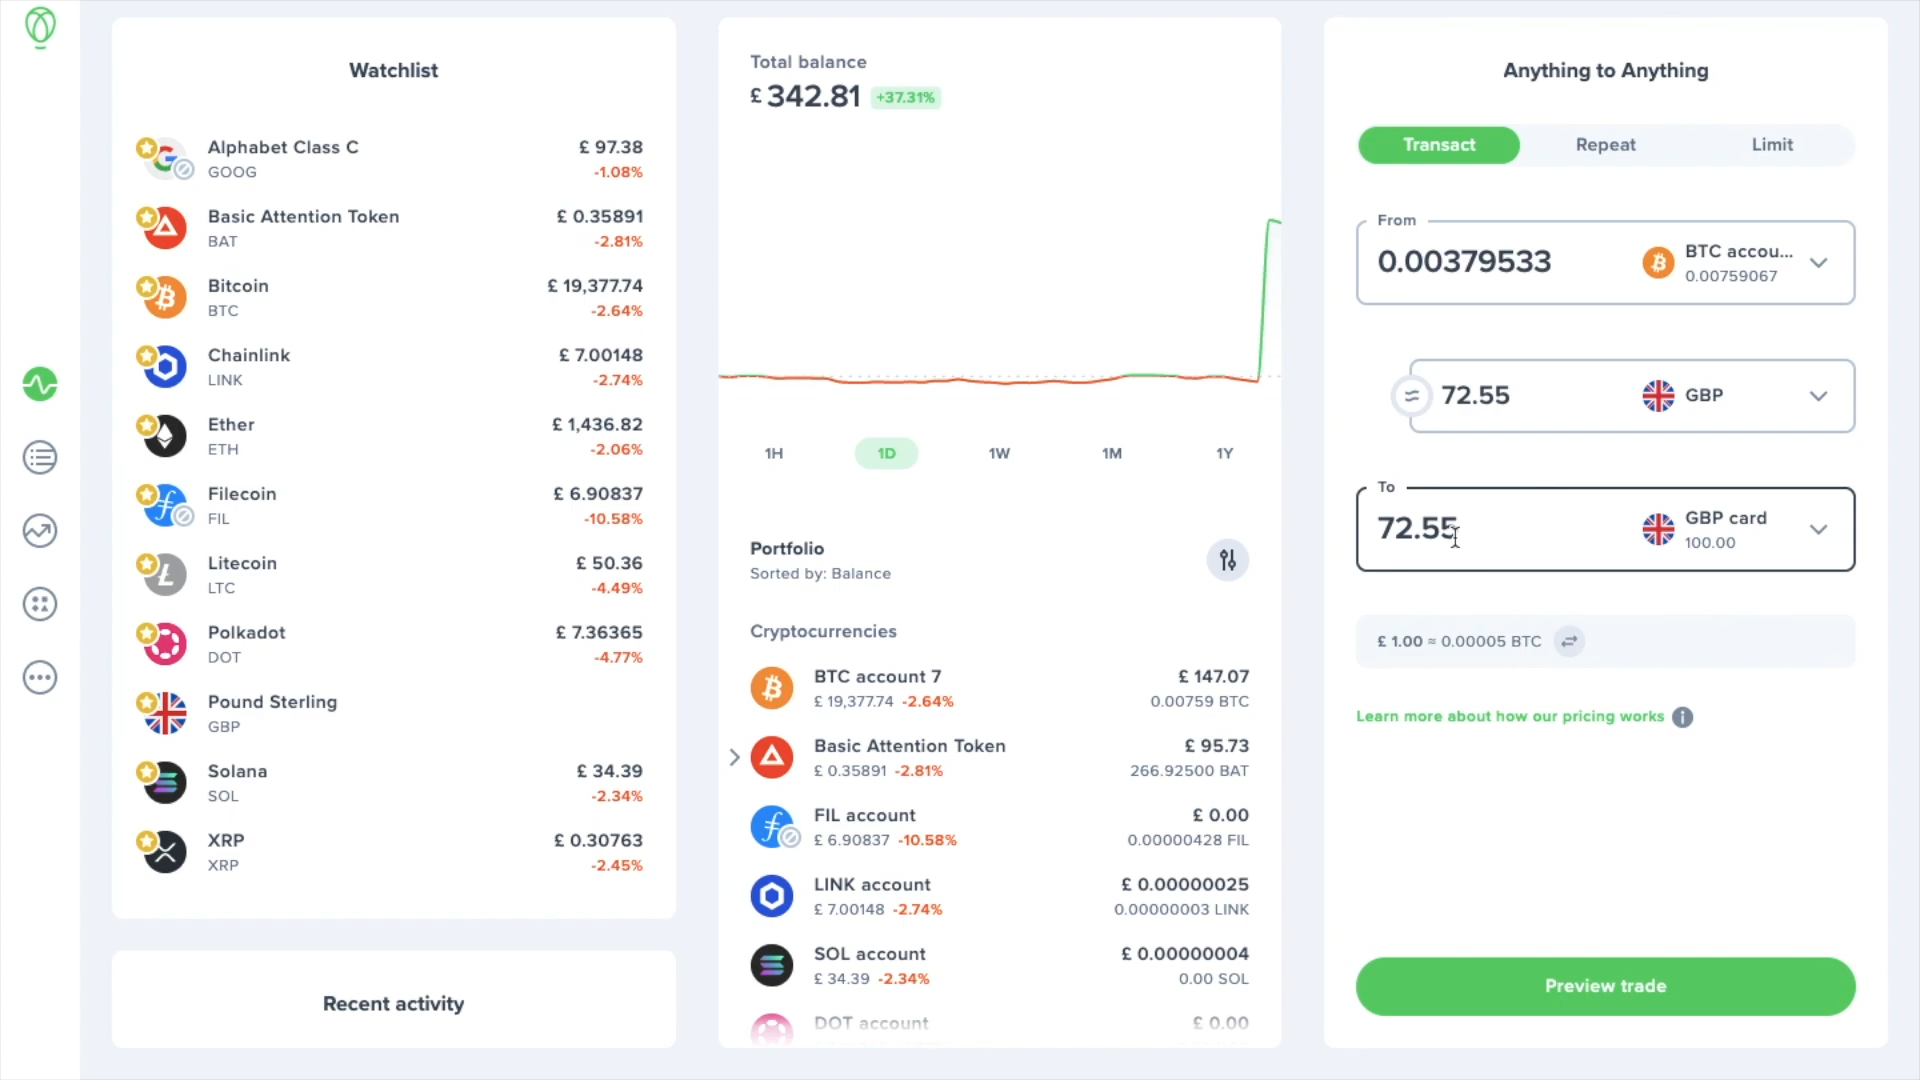 Watchlist
Alphabet Class C £ 97.38
GOOG -1.08%
Basic Attention Token £ 0.35891
BAT -2.81%
Bitcoin £ 19,377.74
BTC -2.64%
Chainlink £ 7.00148
LINK -2.74%
Ether £ 1,436.82
ETH -2.06%
Filecoin £ 6.90837
FIL -10.58%
Litecoin £ 50.36
LTC -4.49%
Polkadot £ 7.36365
DOT -4.77%
Pound Sterling
GBP
Solana £ 34.39
SOL -2.34%
XRP £ 0.30763
XRP -2.45%
Recent activity
Total balance
£ 342.81 +37.31%
1H 1D 1W 1M 1Y
Portfolio
Sorted by: Balance
Cryptocurrencies
BTC account 7 £ 147.07
£ 19,377.74 -2.64% 0.00759 BTC
Basic Attention Token £ 95.73
£ 0.35891 -2.81% 266.92500 BAT
FIL account £ 0.00
£ 6.90837 -10.58% 0.00000428 FIL
LINK account £ 0.00000025
£ 7.00148 -2.74% 0.00000003 LINK
SOL account £ 0.00000004
£ 34.39 -2.34% 0.00 SOL
DOT account £ 0.00
Anything to Anything
Transact Repeat Limit
From
0.00379533 BTC accou...
0.00759067
≈ 72.55 GBP
To
72.55 GBP card
100.00
£ 1.00 ≈ 0.00005 BTC
Learn more about how our pricing works
Preview trade